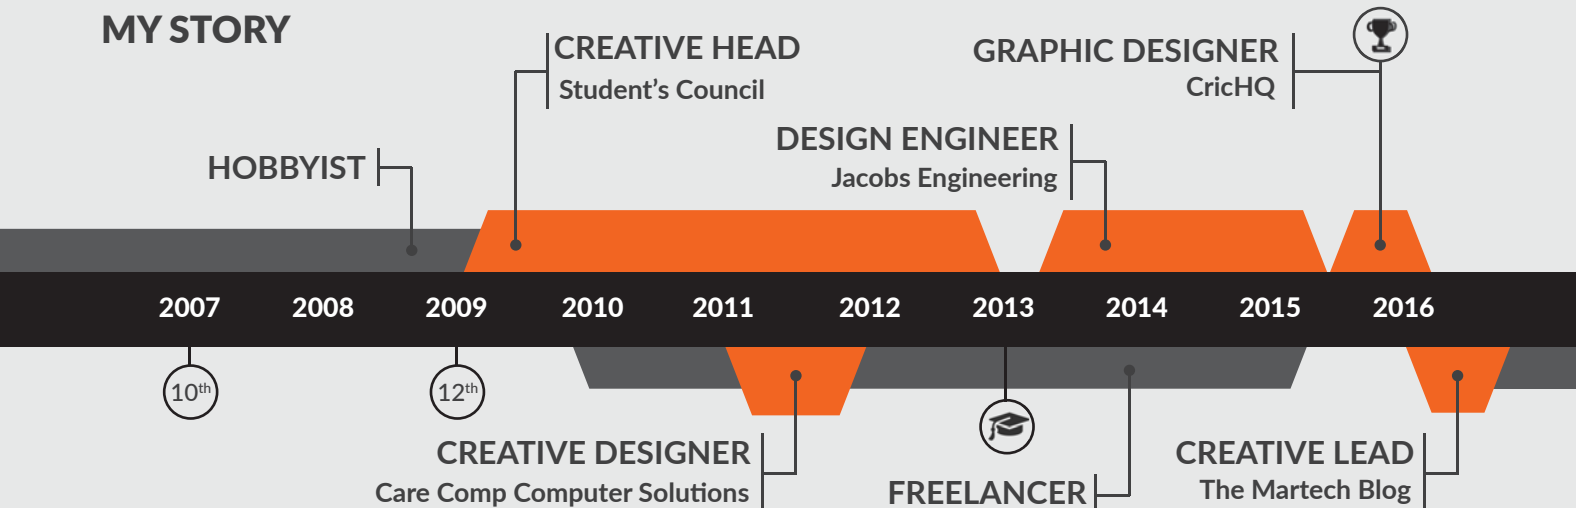 MY STORY
CREATIVE HEAD
Student’s Council
GRAPHIC DESIGNER
CricHQ
DESIGN ENGINEER
Jacobs Engineering
HOBBYIST
2007 2008 2009 2010 2011 2012 2013 2014 2015 2016
10th
12th
CREATIVE DESIGNER
Care Comp Computer Solutions
FREELANCER
CREATIVE LEAD
The Martech Blog